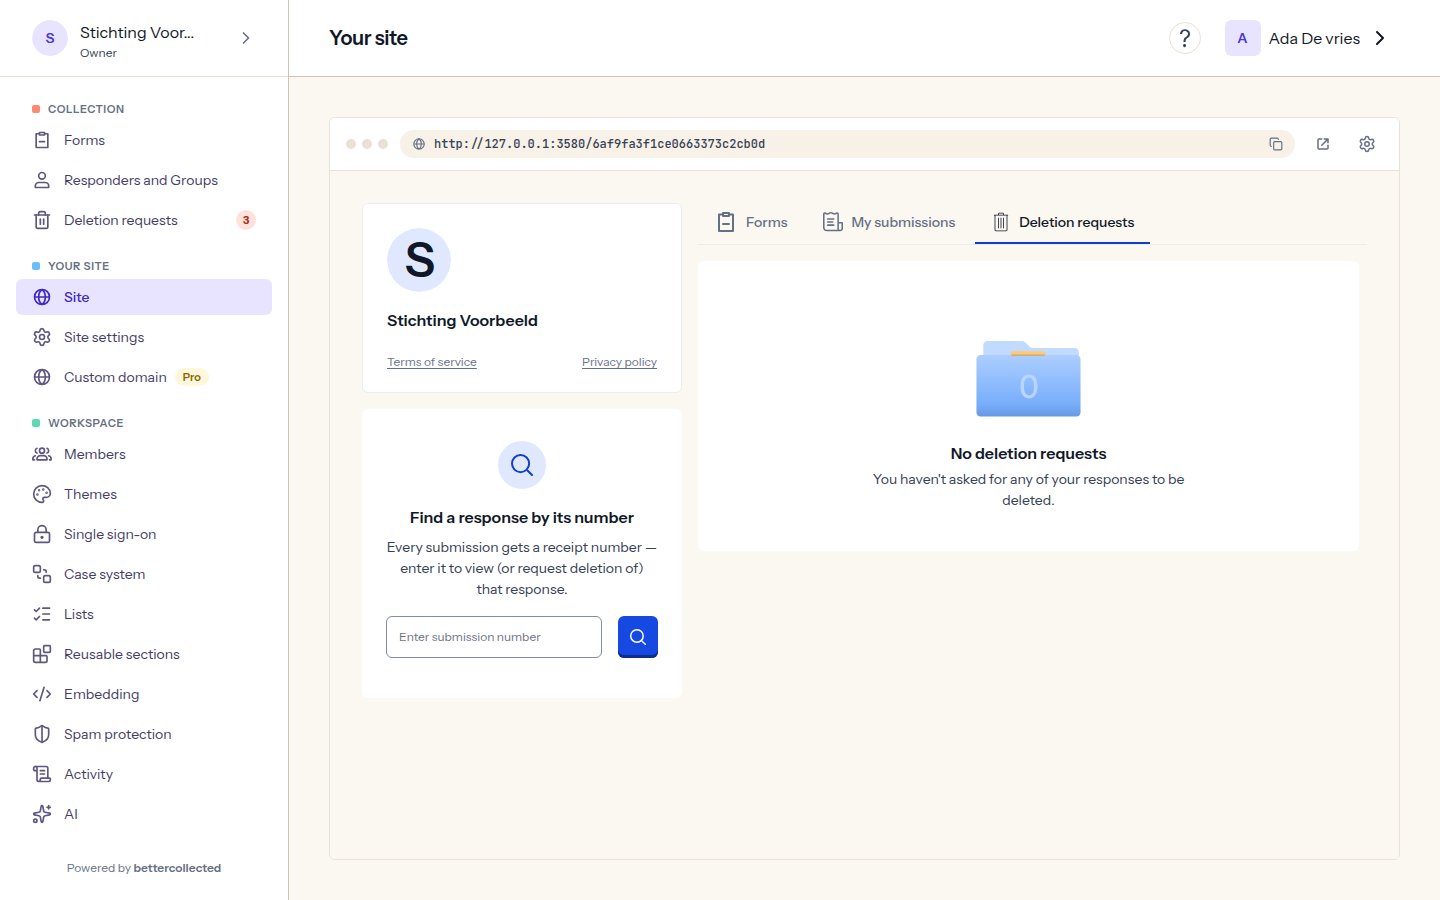 S
Stichting Voor...
Owner
COLLECTION
Forms
Responders and Groups
Deletion requests 3
YOUR SITE
Site
Site settings
Custom domain Pro
WORKSPACE
Members
Themes
Single sign-on
Case system
Lists
Reusable sections
Embedding
Spam protection
Activity
AI
Powered by bettercollected
Your site
? A Ada De vries
http://127.0.0.1:3580/6af9fa3f1ce0663373c2cb0d
S
Stichting Voorbeeld
Terms of service Privacy policy
Find a response by its number
Every submission gets a receipt number —
enter it to view (or request deletion of)
that response.
Enter submission number
Forms My submissions Deletion requests
0
No deletion requests
You haven't asked for any of your responses to be
deleted.